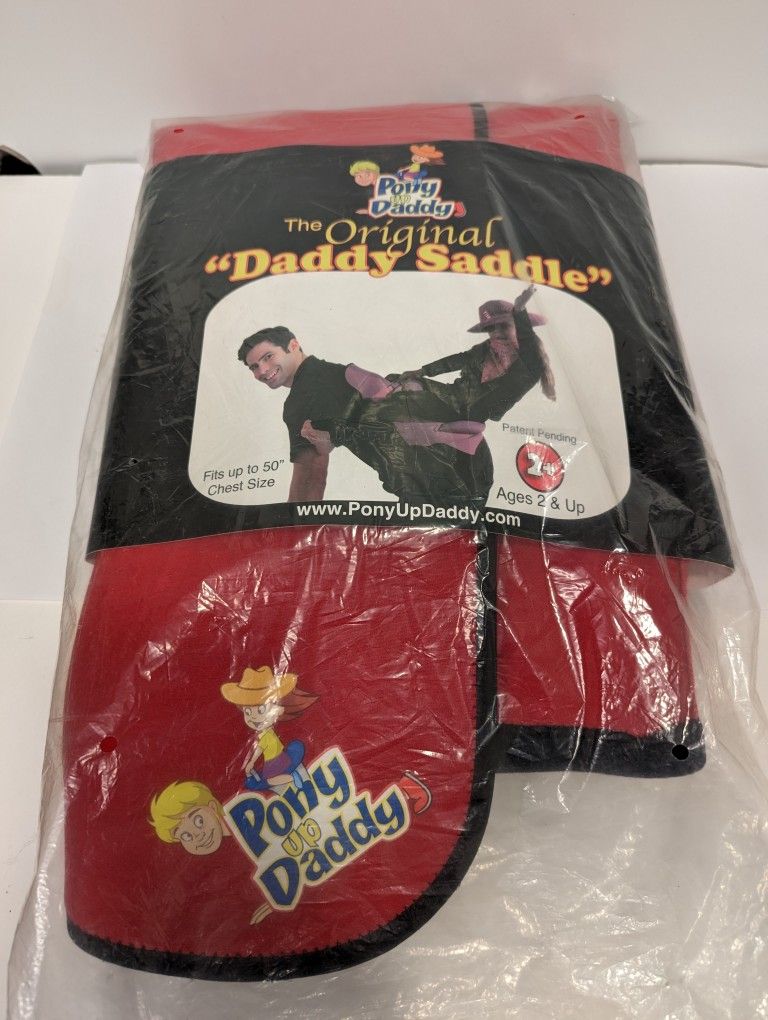 Pony
up
Daddy
The Original
“Daddy Saddle”
Fits up to 50"
Chest Size
Patent Pending
2+
Ages 2 & Up
www.PonyUpDaddy.com
Pony
up
Daddy